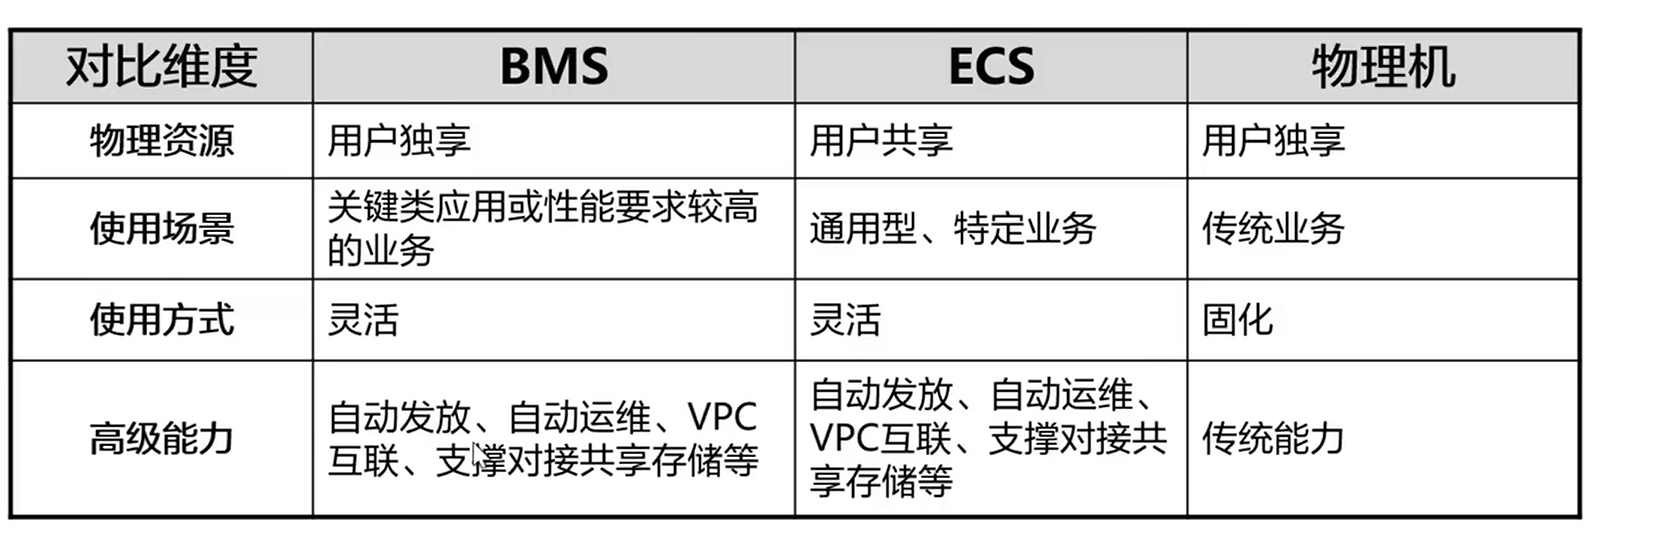 对比维度
BMS
ECS
物理机
物理资源
用户独享
用户共享
用户独享
使用场景
关键类应用或性能要求较高
的业务
通用型、特定业务
传统业务
使用方式
灵活
灵活
固化
高级能力
自动发放、自动运维、VPC
互联、支撑对接共享存储等
自动发放、自动运维、
VPC互联、支撑对接共
享存储等
传统能力